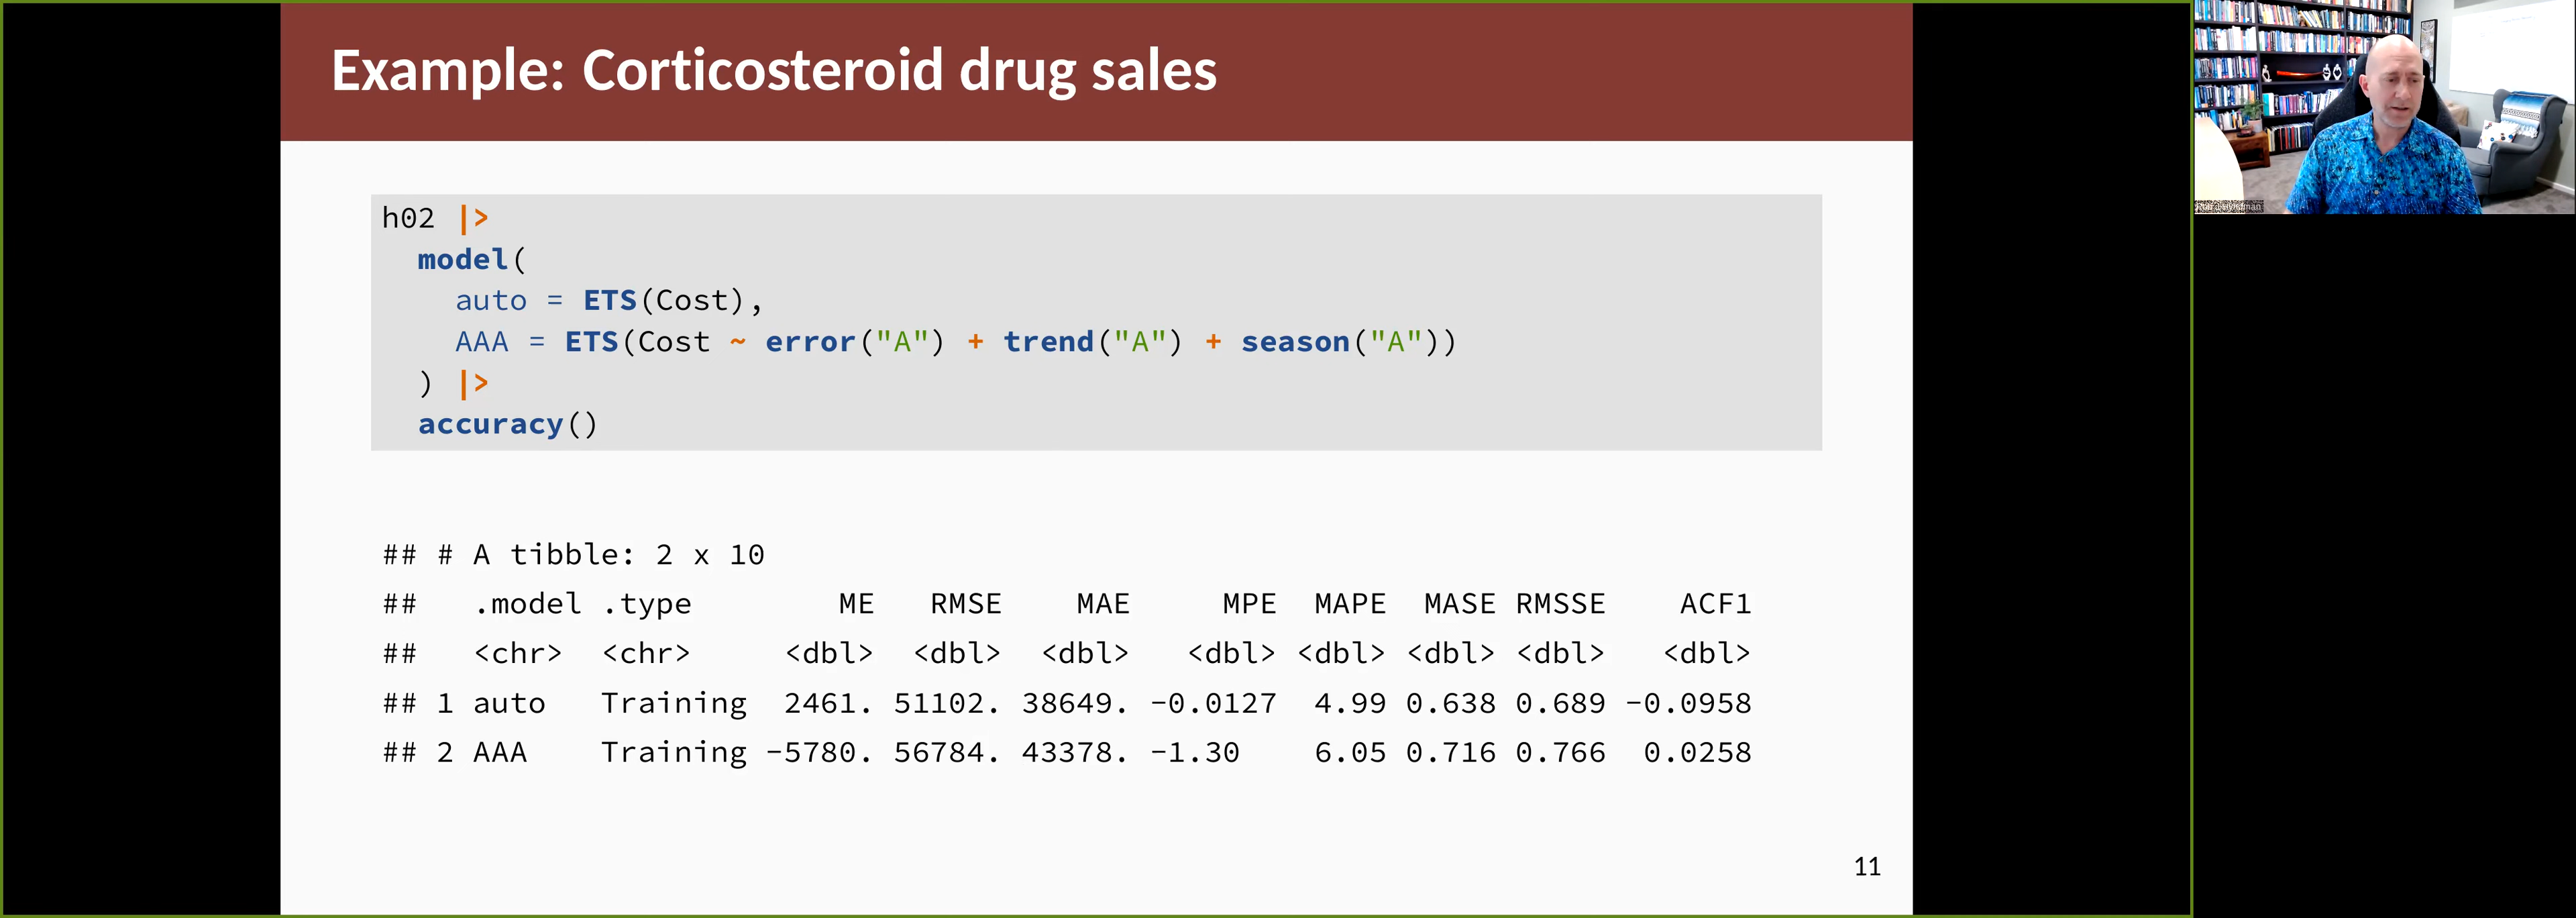 Example: Corticosteroid drug sales
h02 |>
model(
auto = ETS(Cost),
AAA = ETS(Cost ~ error("A") + trend("A") + season("A"))
) |>
accuracy()
## # A tibble: 2 x 10
## .model .type ME RMSE MAE MPE MAPE MASE RMSSE ACF1
## <chr> <chr> <dbl> <dbl> <dbl> <dbl> <dbl> <dbl> <dbl> <dbl>
## 1 auto Training 2461. 51102. 38649. -0.0127 4.99 0.638 0.689 -0.0958
## 2 AAA Training -5780. 56784. 43378. -1.30 6.05 0.716 0.766 0.0258
11